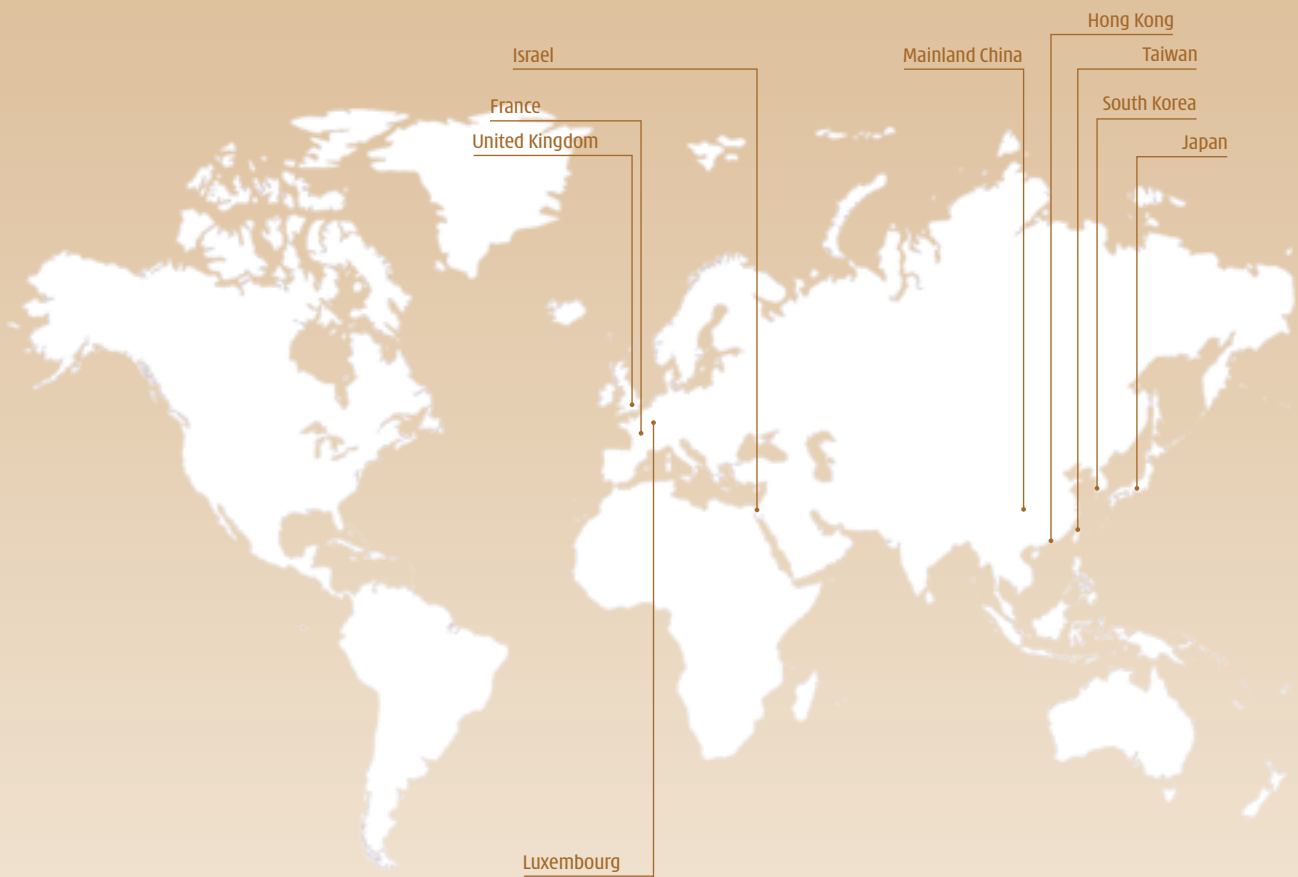 Hong Kong
Israel
Mainland China
Taiwan
France
South Korea
United Kingdom
Japan
Luxembourg